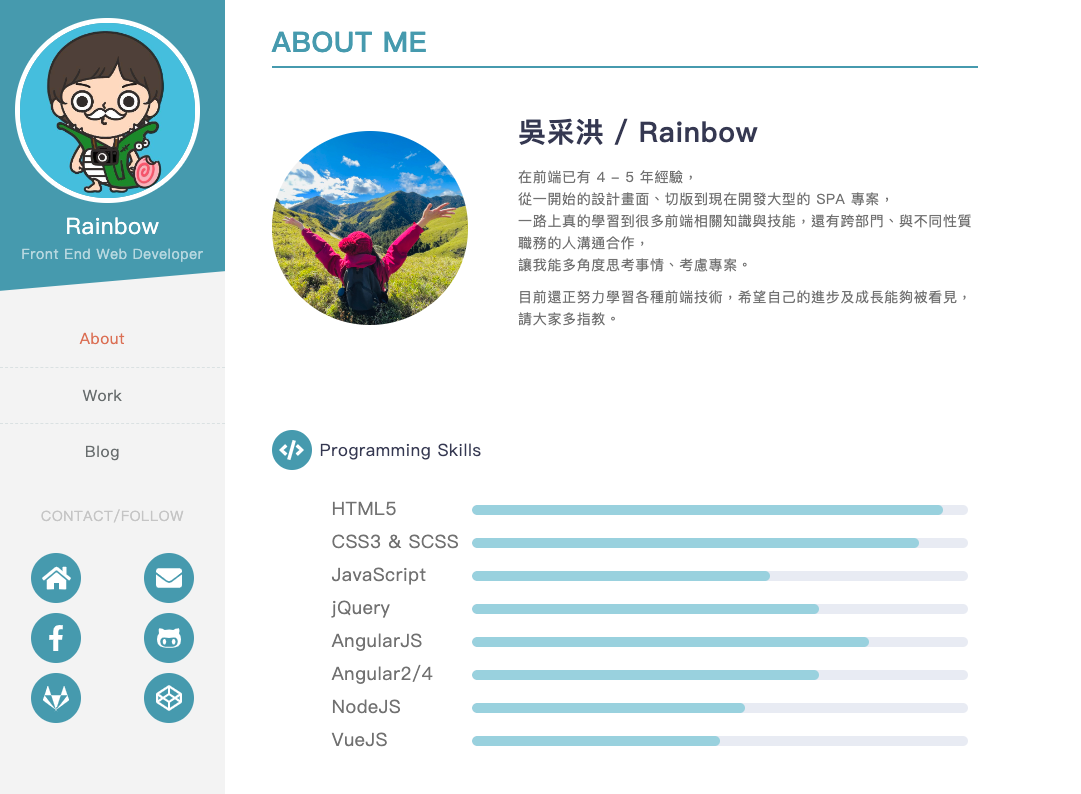 Rainbow
Front End Web Developer
About
Work
Blog
CONTACT/FOLLOW
ABOUT ME
吳采洪 / Rainbow
在前端已有 4 – 5 年經驗，
從一開始的設計畫面、切版到現在開發大型的 SPA 專案，
一路上真的學習到很多前端相關知識與技能，還有跨部門、與不同性質
職務的人溝通合作，
讓我能多角度思考事情、考慮專案。
目前還正努力學習各種前端技術，希望自己的進步及成長能夠被看見，
請大家多指教。
Programming Skills
HTML5
CSS3 & SCSS
JavaScript
jQuery
AngularJS
Angular2/4
NodeJS
VueJS